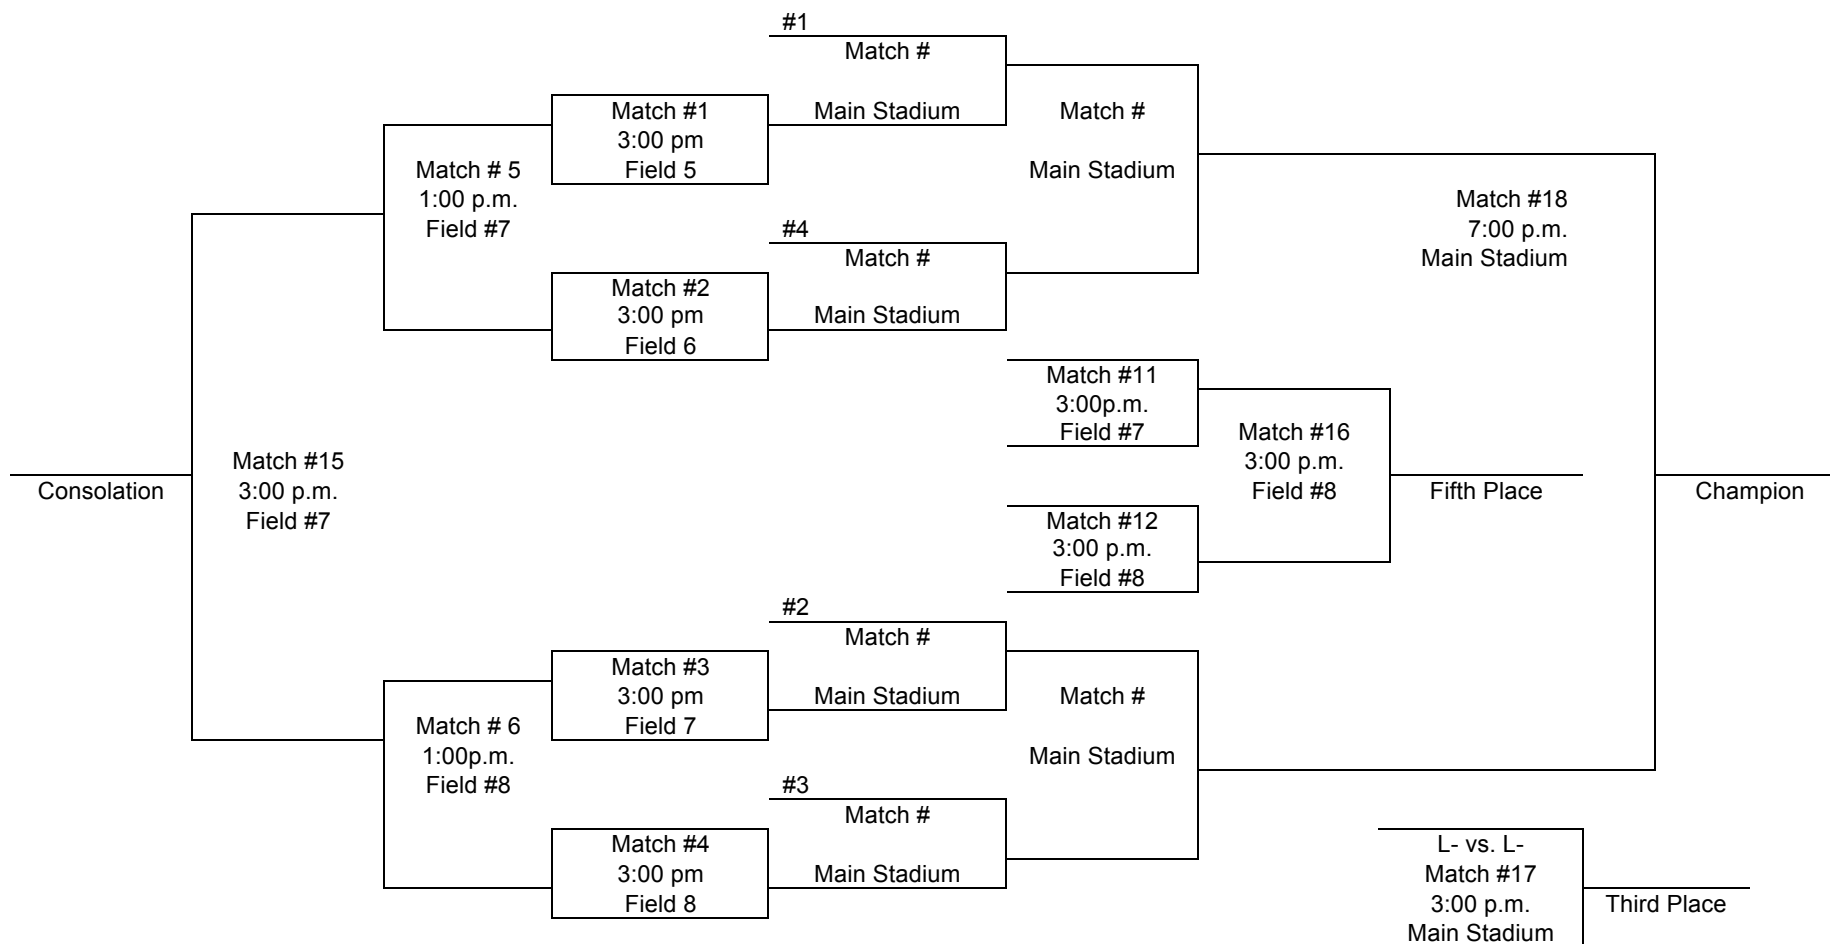 #1
Match #
Main Stadium
Match #1
3:00 pm
Field 5
Match #
Main Stadium
Match # 5
1:00 p.m.
Field #7
Match #18
7:00 p.m.
Main Stadium
#4
Match #
Main Stadium
Match #2
3:00 pm
Field 6
Match #11
3:00p.m.
Field #7
Match #16
3:00 p.m.
Field #8
Match #15
3:00 p.m.
Field #7
Consolation
Fifth Place
Champion
Match #12
3:00 p.m.
Field #8
#2
Match #
Main Stadium
Match #3
3:00 pm
Field 7
Match #
Main Stadium
Match # 6
1:00p.m.
Field #8
#3
Match #
Main Stadium
Match #4
3:00 pm
Field 8
L- vs. L-
Match #17
3:00 p.m.
Main Stadium
Third Place